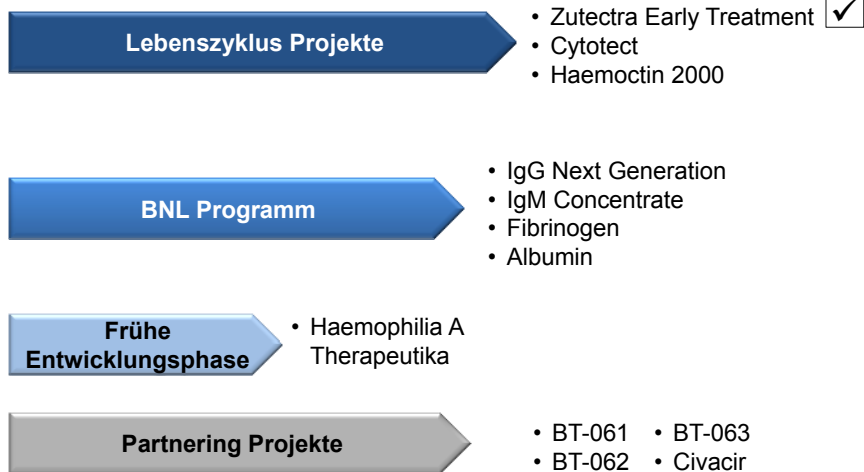 Lebenszyklus Projekte
• Zutectra Early Treatment ✓
• Cytotect
• Haemoctin 2000
BNL Programm
• IgG Next Generation
• IgM Concentrate
• Fibrinogen
• Albumin
Frühe
Entwicklungsphase
• Haemophilia A
Therapeutika
Partnering Projekte
• BT-061 • BT-063
• BT-062 • Civacir